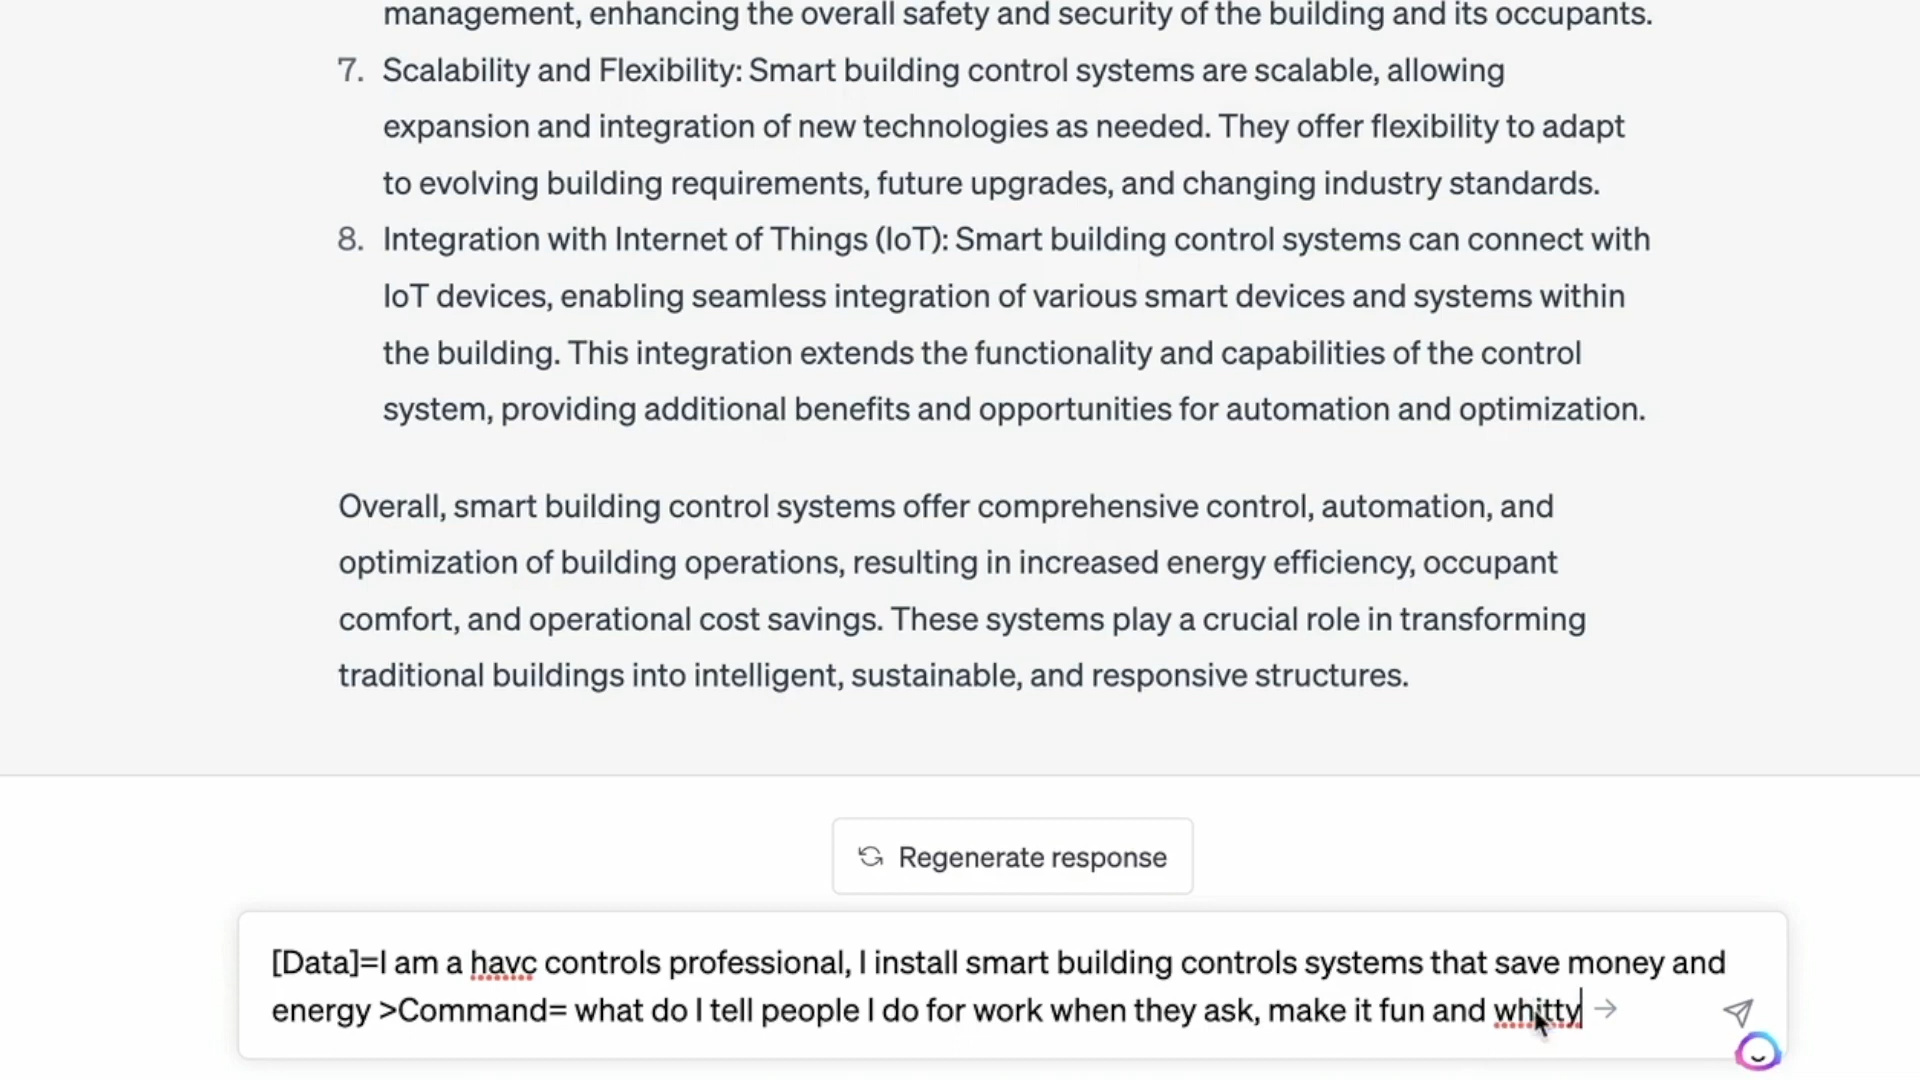 management, enhancing the overall safety and security of the building and its occupants.
7. Scalability and Flexibility: Smart building control systems are scalable, allowing
expansion and integration of new technologies as needed. They offer flexibility to adapt
to evolving building requirements, future upgrades, and changing industry standards.
8. Integration with Internet of Things (IoT): Smart building control systems can connect with
IoT devices, enabling seamless integration of various smart devices and systems within
the building. This integration extends the functionality and capabilities of the control
system, providing additional benefits and opportunities for automation and optimization.
Overall, smart building control systems offer comprehensive control, automation, and
optimization of building operations, resulting in increased energy efficiency, occupant
comfort, and operational cost savings. These systems play a crucial role in transforming
traditional buildings into intelligent, sustainable, and responsive structures.
Regenerate response
[Data]=I am a havc controls professional, I install smart building controls systems that save money and
energy >Command= what do I tell people I do for work when they ask, make it fun and whitty